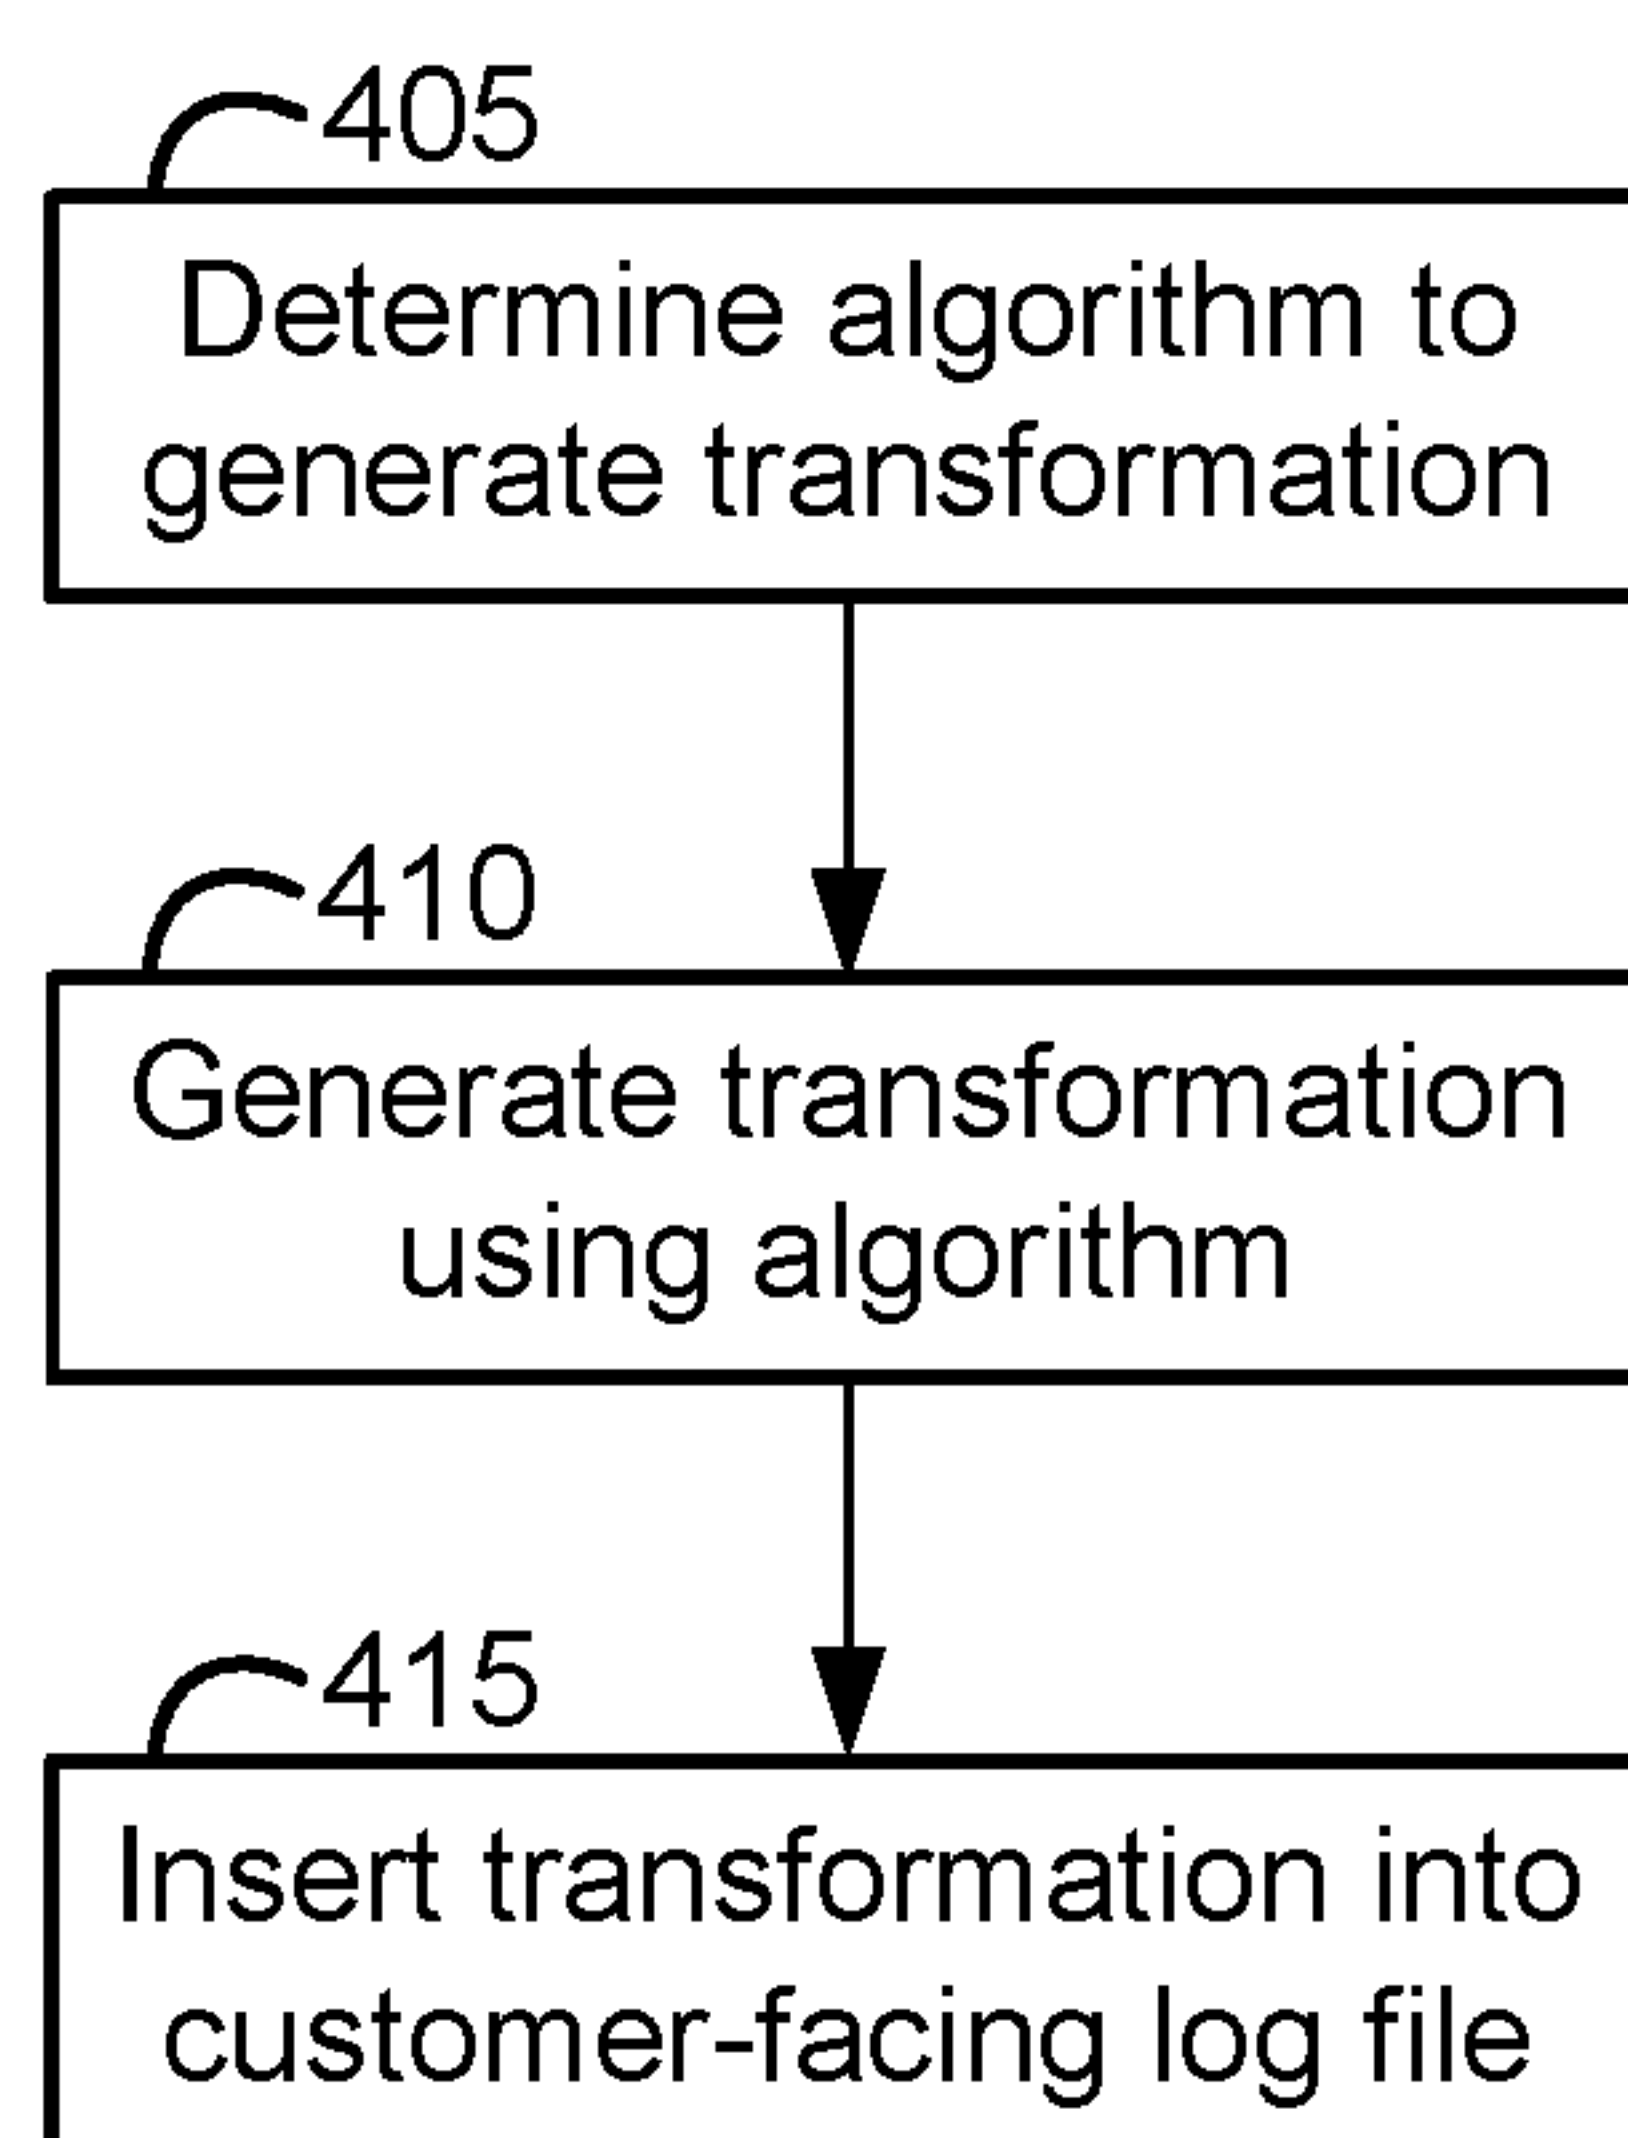 405
Determine algorithm to
generate transformation
410
Generate transformation
using algorithm
415
Insert transformation into
customer-facing log file